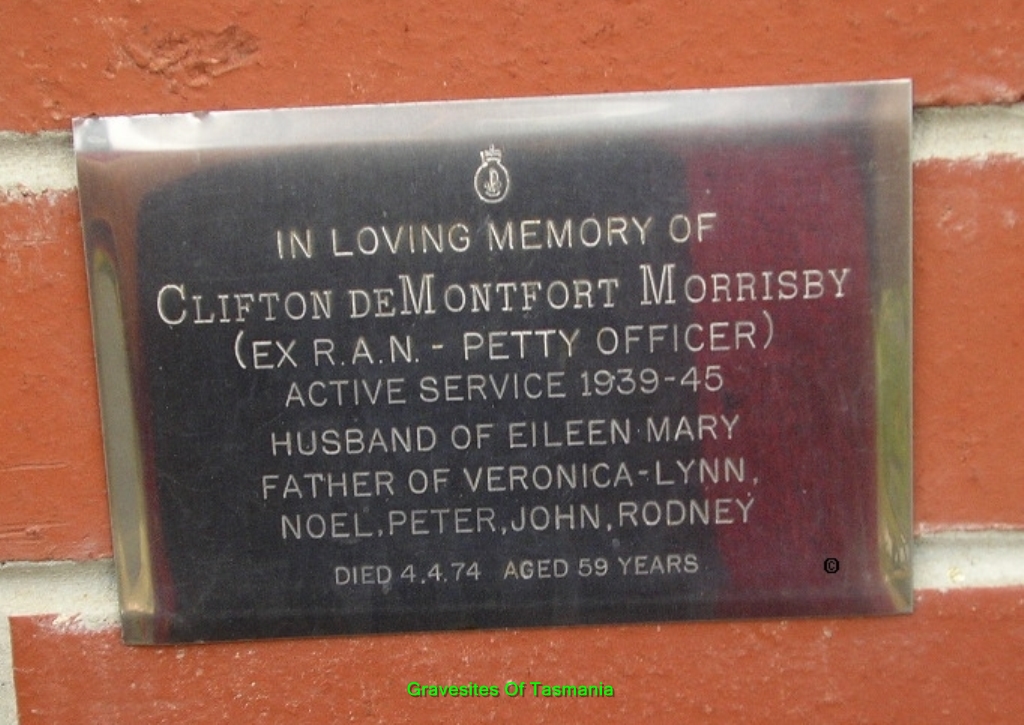 IN LOVING MEMORY OF
CLIFTON DEMONTFORT MORRISBY
(EX R.A.N. - PETTY OFFICER)
ACTIVE SERVICE 1939-45
HUSBAND OF EILEEN MARY
FATHER OF VERONICA-LYNN,
NOEL, PETER, JOHN, RODNEY
DIED 4.4.74 AGED 59 YEARS
©
Gravesites Of Tasmania